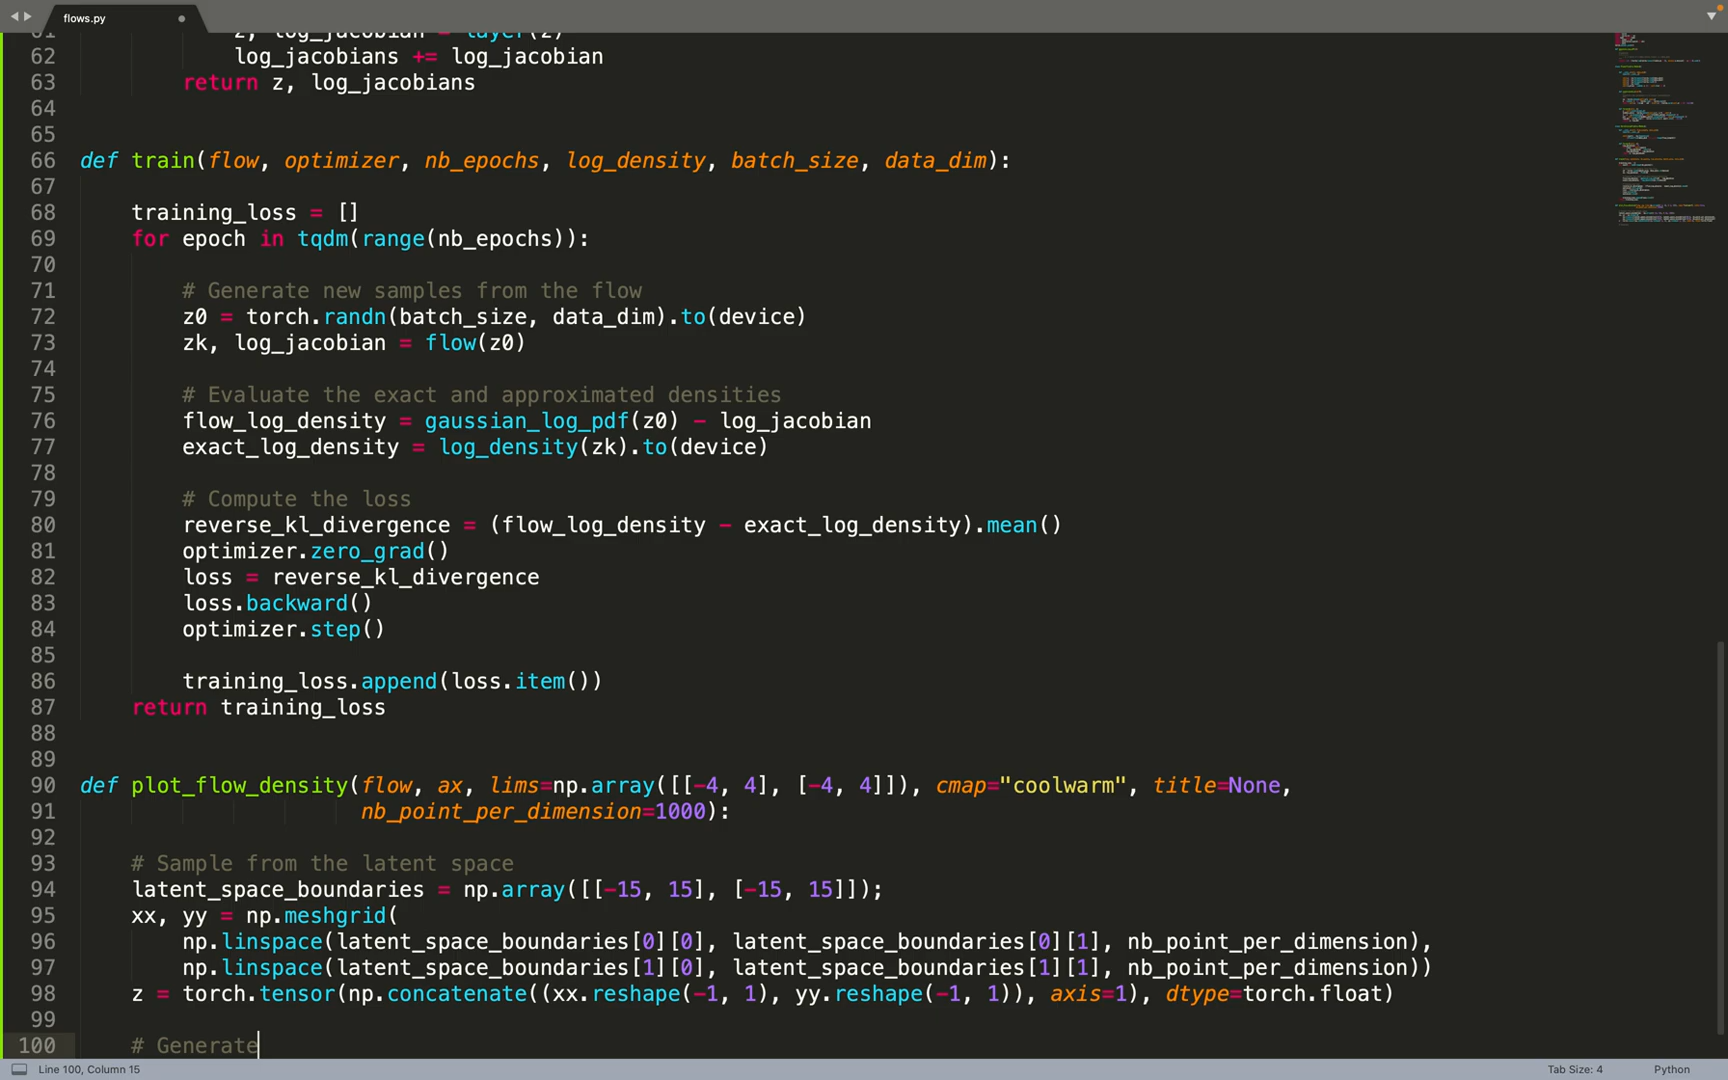 flows.py
61 z, log_jacobian = layer(z)
62 log_jacobians += log_jacobian
63 return z, log_jacobians
64
65
66 def train(flow, optimizer, nb_epochs, log_density, batch_size, data_dim):
67
68 training_loss = []
69 for epoch in tqdm(range(nb_epochs)):
70
71 # Generate new samples from the flow
72 z0 = torch.randn(batch_size, data_dim).to(device)
73 zk, log_jacobian = flow(z0)
74
75 # Evaluate the exact and approximated densities
76 flow_log_density = gaussian_log_pdf(z0) - log_jacobian
77 exact_log_density = log_density(zk).to(device)
78
79 # Compute the loss
80 reverse_kl_divergence = (flow_log_density - exact_log_density).mean()
81 optimizer.zero_grad()
82 loss = reverse_kl_divergence
83 loss.backward()
84 optimizer.step()
85
86 training_loss.append(loss.item())
87 return training_loss
88
89
90 def plot_flow_density(flow, ax, lims=np.array([[-4, 4], [-4, 4]]), cmap="coolwarm", title=None,
91 nb_point_per_dimension=1000):
92
93 # Sample from the latent space
94 latent_space_boundaries = np.array([[-15, 15], [-15, 15]]);
95 xx, yy = np.meshgrid(
96 np.linspace(latent_space_boundaries[0][0], latent_space_boundaries[0][1], nb_point_per_dimension),
97 np.linspace(latent_space_boundaries[1][0], latent_space_boundaries[1][1], nb_point_per_dimension))
98 z = torch.tensor(np.concatenate((xx.reshape(-1, 1), yy.reshape(-1, 1)), axis=1), dtype=torch.float)
99
100 # Generate
Line 100, Column 15
Tab Size: 4
Python